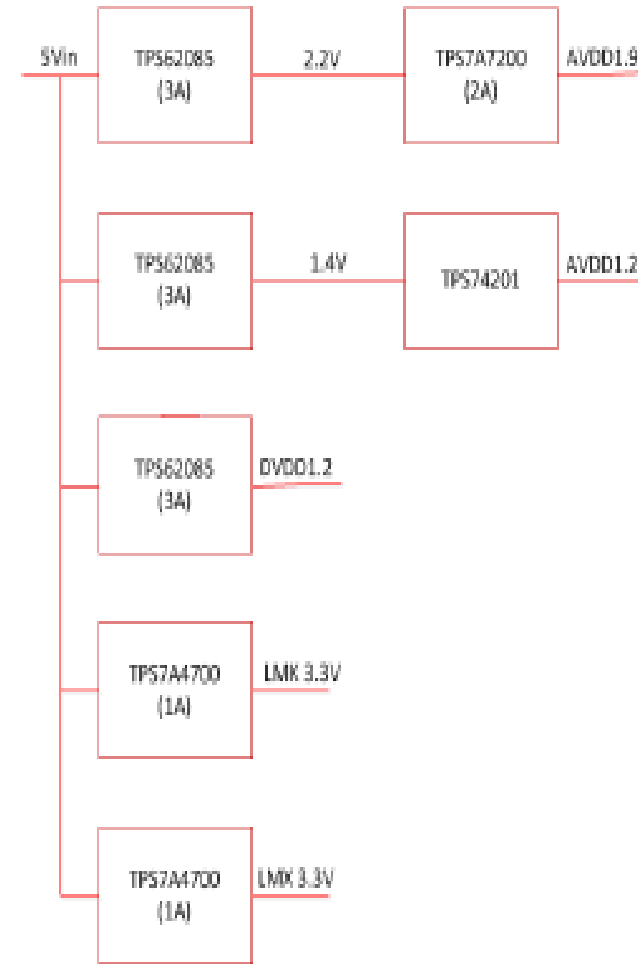 5Vin
TPS62085
(3A)
2.2V
TPS7A7200
(2A)
AVDD1.9
TPS62085
(3A)
1.4V
TPS74201
AVDD1.2
TPS62085
(3A)
DVDD1.2
TPS7A4700
(1A)
LMK 3.3V
TPS7A4700
(1A)
LMX 3.3V